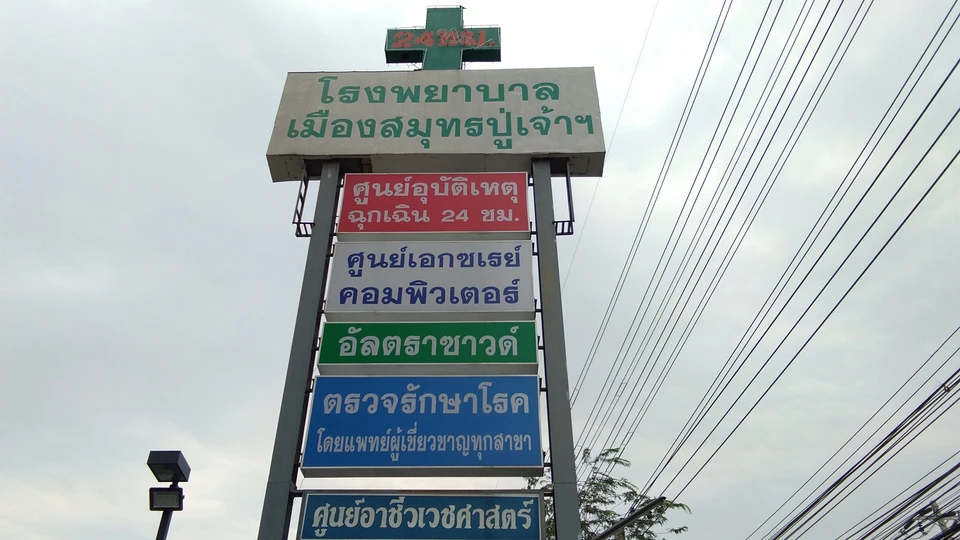 24 ชม.
โรงพยาบาล
เมืองสมุทรปู่เจ้าฯ
ศูนย์อุบัติเหตุ
ฉุกเฉิน 24 ชม.
ศูนย์เอกซเรย์
คอมพิวเตอร์
อัลตราซาวด์
ตรวจรักษาโรค
โดยแพทย์ผู้เชี่ยวชาญทุกสาขา
ศูนย์อาชีวเวชศาสตร์